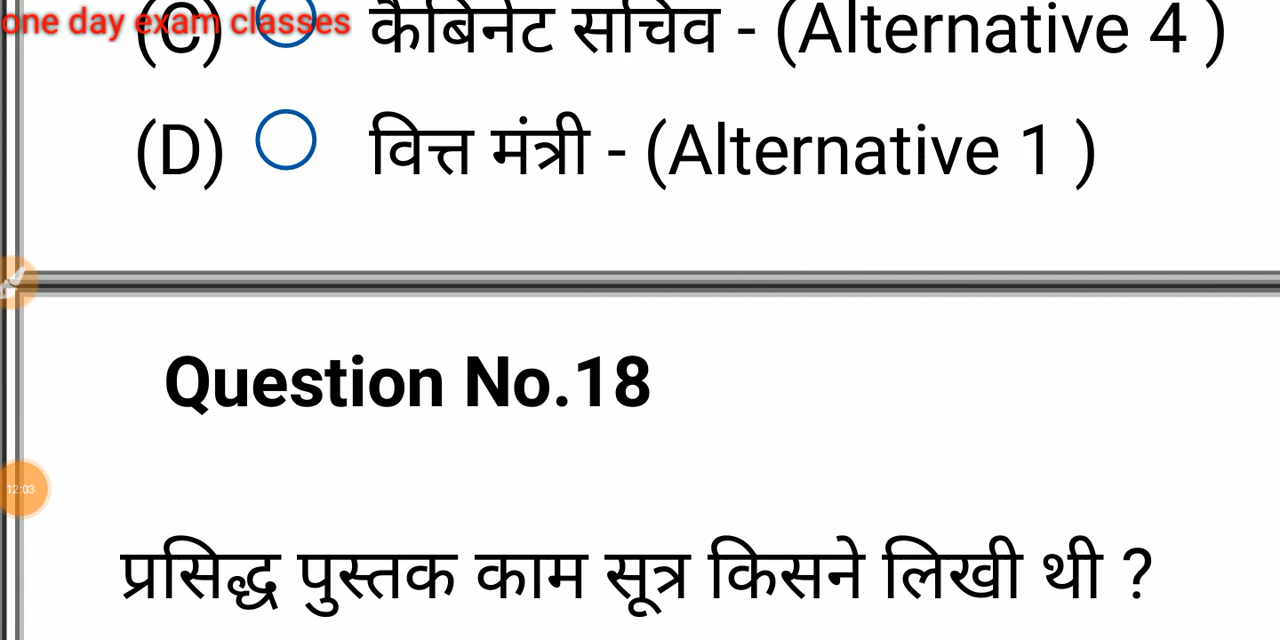 one day exam classes
(C) कैबिनेट सचिव - (Alternative 4 )
(D) वित्त मंत्री - (Alternative 1 )
Question No.18
12:03
प्रसिद्ध पुस्तक काम सूत्र किसने लिखी थी ?